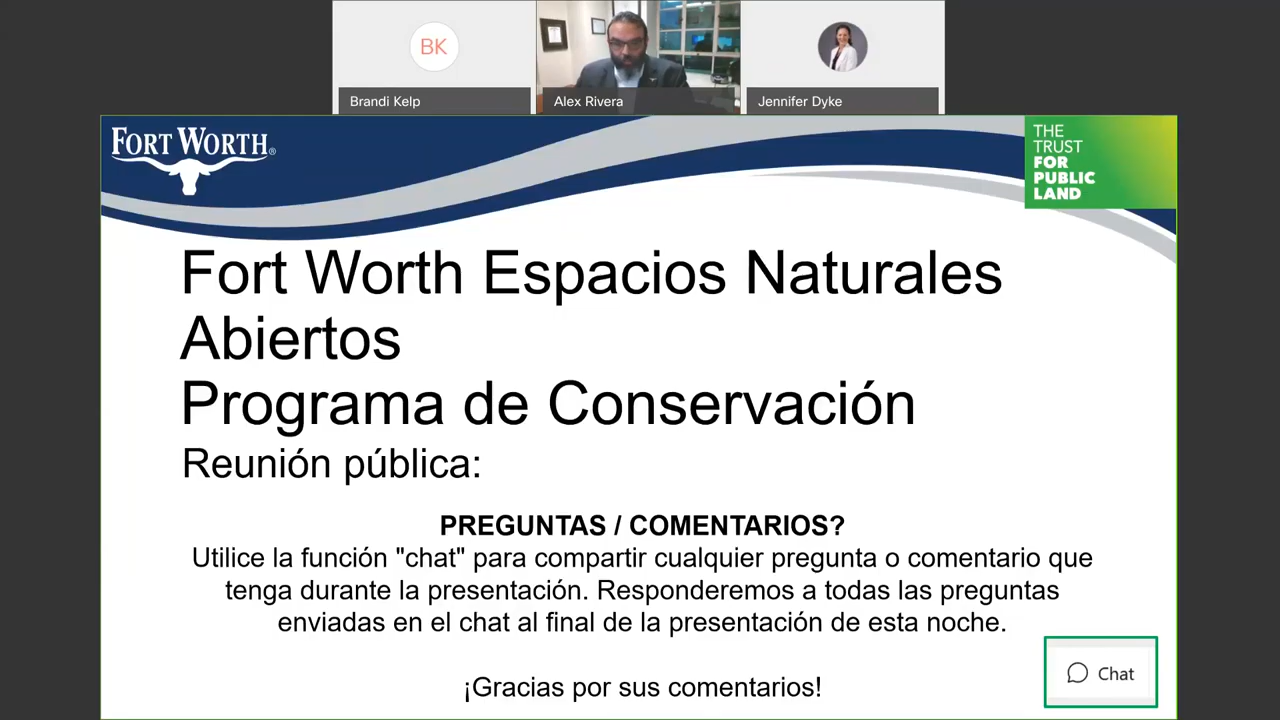 BK
Brandi Kelp
Alex Rivera
Jennifer Dyke
FORT WORTH®
THE
TRUST
FOR
PUBLIC
LAND
Fort Worth Espacios Naturales
Abiertos
Programa de Conservación
Reunión pública:
PREGUNTAS / COMENTARIOS?
Utilice la función "chat" para compartir cualquier pregunta o comentario que
tenga durante la presentación. Responderemos a todas las preguntas
enviadas en el chat al final de la presentación de esta noche.
¡Gracias por sus comentarios!
Chat